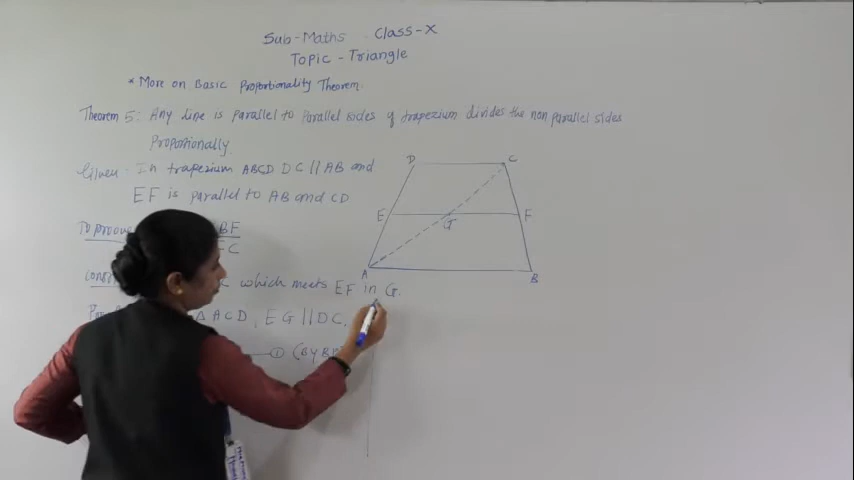 Sub-Maths Class-X
Topic - Triangle
* More on Basic Proportionality Theorem.
Theorem 5: Any line is parallel to parallel sides of trapezium divides the non parallel sides
Proportionally
Given - In trapezium ABCD DC || AB and
EF is parallel to AB and CD
To prove BF
FC
which meets EF in G.
Δ ACD, EG || DC,
① (By
D C
E F
G
A B